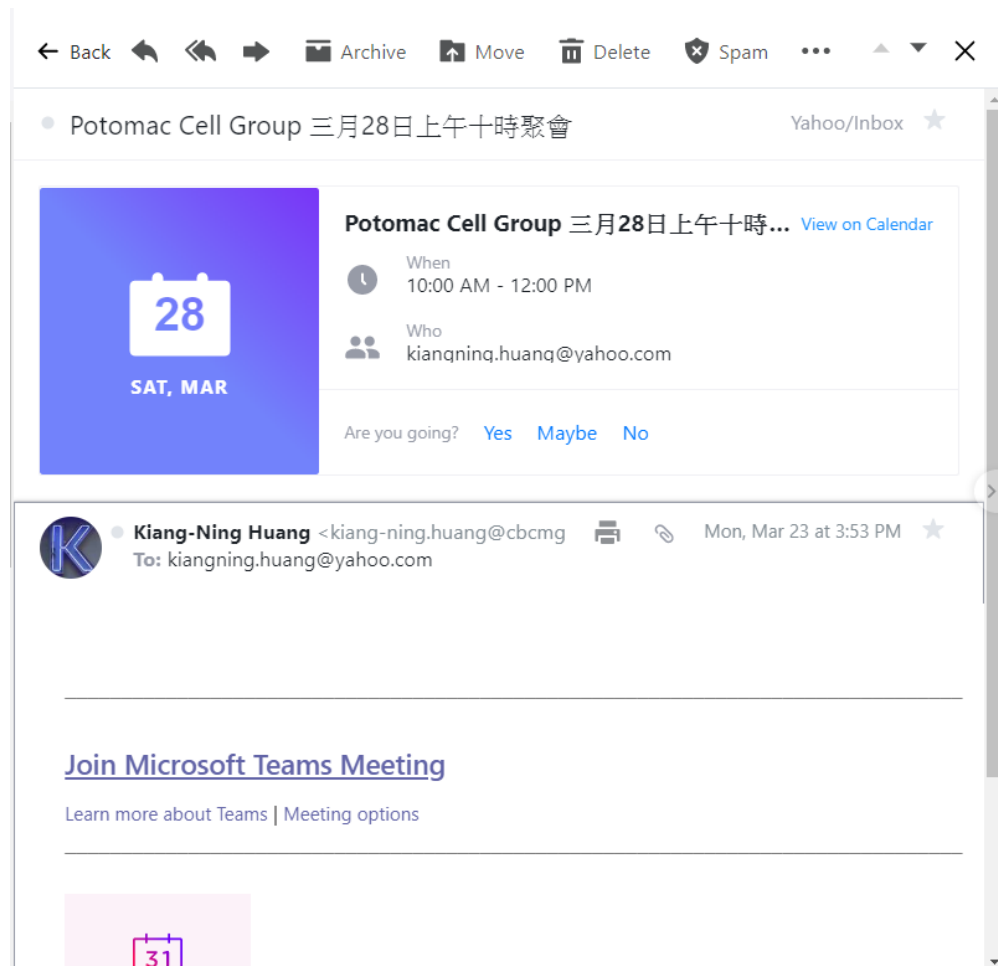 Back Archive Move Delete Spam
Potomac Cell Group 三月28日上午十時聚會 Yahoo/Inbox
Potomac Cell Group 三月28日上午十時... View on Calendar
When
10:00 AM - 12:00 PM
28
Who
kiangning.huang@yahoo.com
SAT, MAR
Are you going? Yes Maybe No
K
Kiang-Ning Huang <kiang-ning.huang@cbcmg Mon, Mar 23 at 3:53 PM
To: kiangning.huang@yahoo.com
Join Microsoft Teams Meeting
Learn more about Teams | Meeting options
31